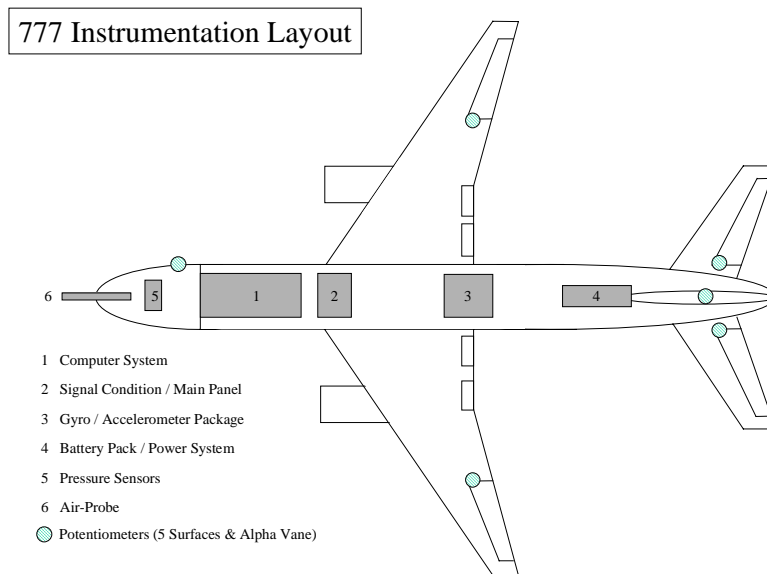 777 Instrumentation Layout
6
5
1
2
3
4
1 Computer System
2 Signal Condition / Main Panel
3 Gyro / Accelerometer Package
4 Battery Pack / Power System
5 Pressure Sensors
6 Air-Probe
Potentiometers (5 Surfaces & Alpha Vane)